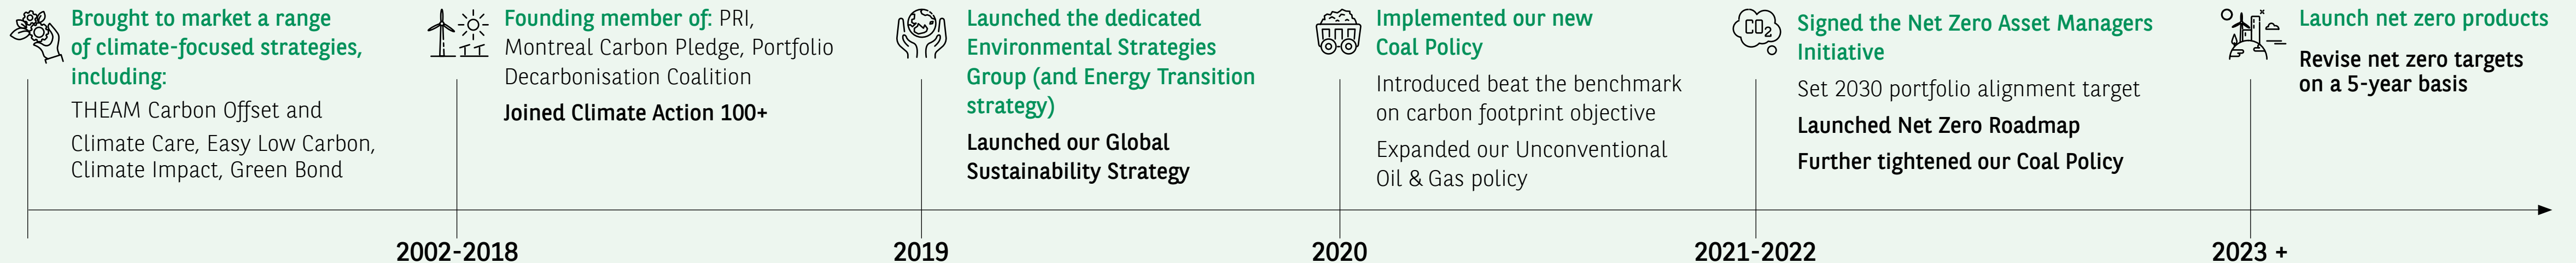 Brought to market a range
of climate-focused strategies,
including:
THEAM Carbon Offset and
Climate Care, Easy Low Carbon,
Climate Impact, Green Bond
Founding member of: PRI,
Montreal Carbon Pledge, Portfolio
Decarbonisation Coalition
Joined Climate Action 100+
2002-2018
Launched the dedicated
Environmental Strategies
Group (and Energy Transition
strategy)
Launched our Global
Sustainability Strategy
2019
Implemented our new
Coal Policy
Introduced beat the benchmark
on carbon footprint objective
Expanded our Unconventional
Oil & Gas policy
2020
CO2
Signed the Net Zero Asset Managers
Initiative
Set 2030 portfolio alignment target
Launched Net Zero Roadmap
Further tightened our Coal Policy
2021-2022
Launch net zero products
Revise net zero targets
on a 5-year basis
2023 +